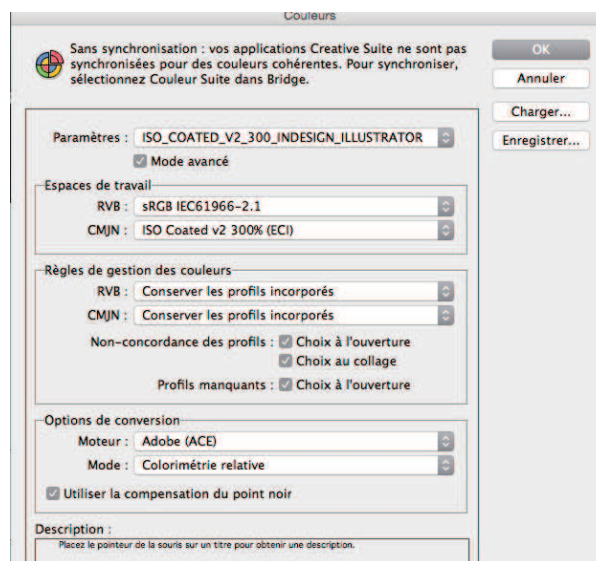 Couleurs
Sans synchronisation : vos applications Creative Suite ne sont pas
synchronisées pour des couleurs cohérentes. Pour synchroniser,
sélectionnez Couleur Suite dans Bridge.
OK
Annuler
Charger...
Enregistrer...
Paramètres : ISO_COATED_V2_300_INDESIGN_ILLUSTRATOR
Mode avancé
Espaces de travail
RVB : sRGB IEC61966-2.1
CMJN : ISO Coated v2 300% (ECI)
Règles de gestion des couleurs
RVB : Conserver les profils incorporés
CMJN : Conserver les profils incorporés
Non-concordance des profils : Choix à l'ouverture
Choix au collage
Profils manquants : Choix à l'ouverture
Options de conversion
Moteur : Adobe (ACE)
Mode : Colorimétrie relative
Utiliser la compensation du point noir
Description :
Placez le pointeur de la souris sur un titre pour obtenir une description.